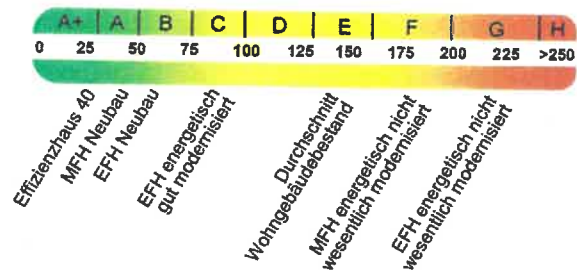 A+ A B C D E F G H
0 25 50 75 100 125 150 175 200 225 >250
Effizienzhaus 40
MFH Neubau
EFH Neubau
EFH energetisch
gut modernisiert
Durchschnitt
Wohngebäudebestand
MFH energetisch nicht
wesentlich modernisiert
EFH energetisch nicht
wesentlich modernisiert